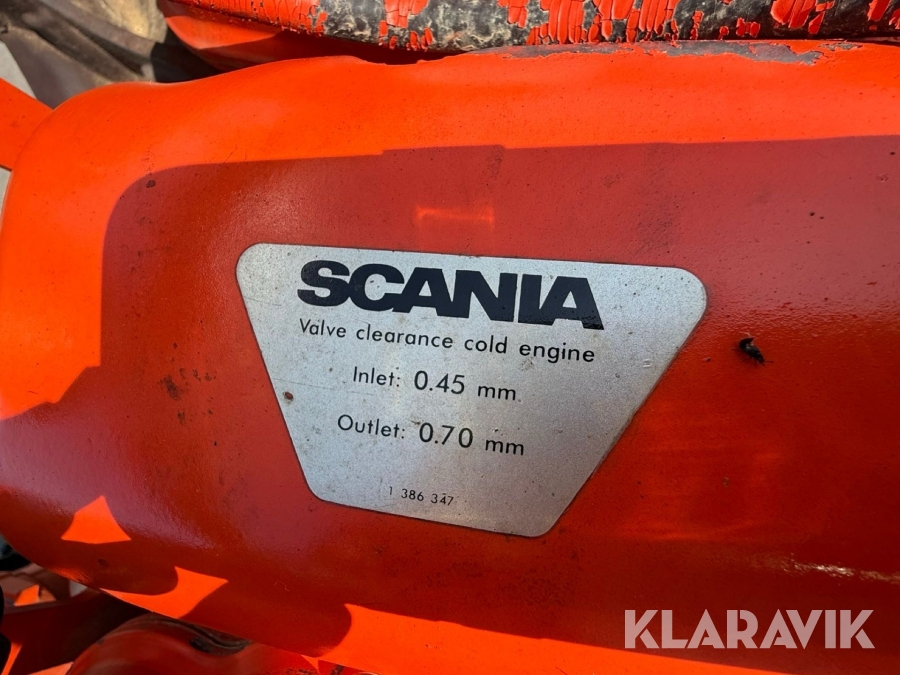 SCANIA
Valve clearance cold engine
Inlet: 0.45 mm
Outlet: 0.70 mm
1 386 347
KLARAVIK